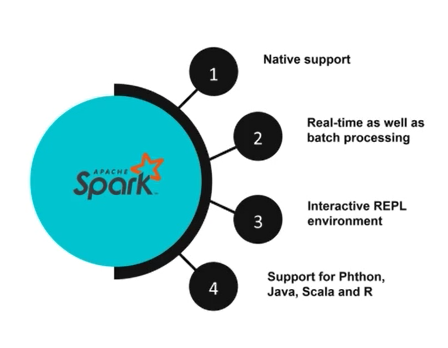 APACHE
Spark
1
Native support
2
Real-time as well as
batch processing
3
Interactive REPL
environment
4
Support for Phthon,
Java, Scala and R